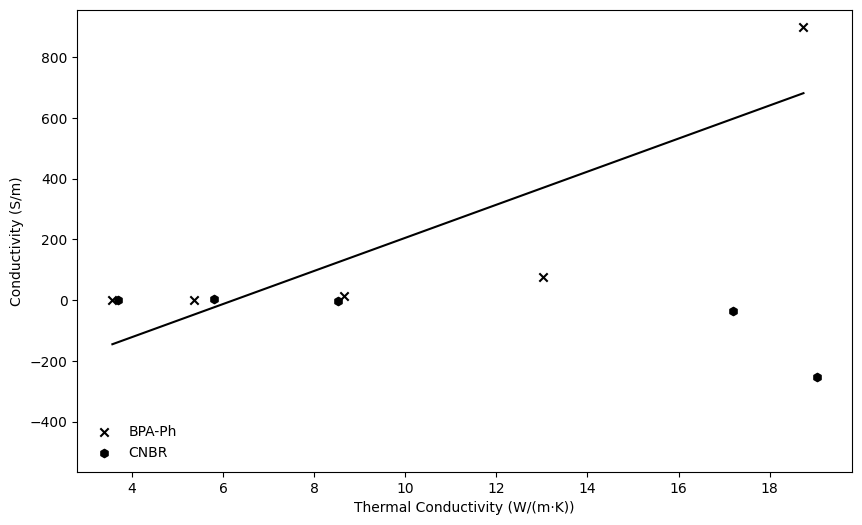 800
600
400
200
0
−200
−400
Conductivity (S/m)
BPA-Ph
CNBR
4 6 8 10 12 14 16 18
Thermal Conductivity (W/(m·K))